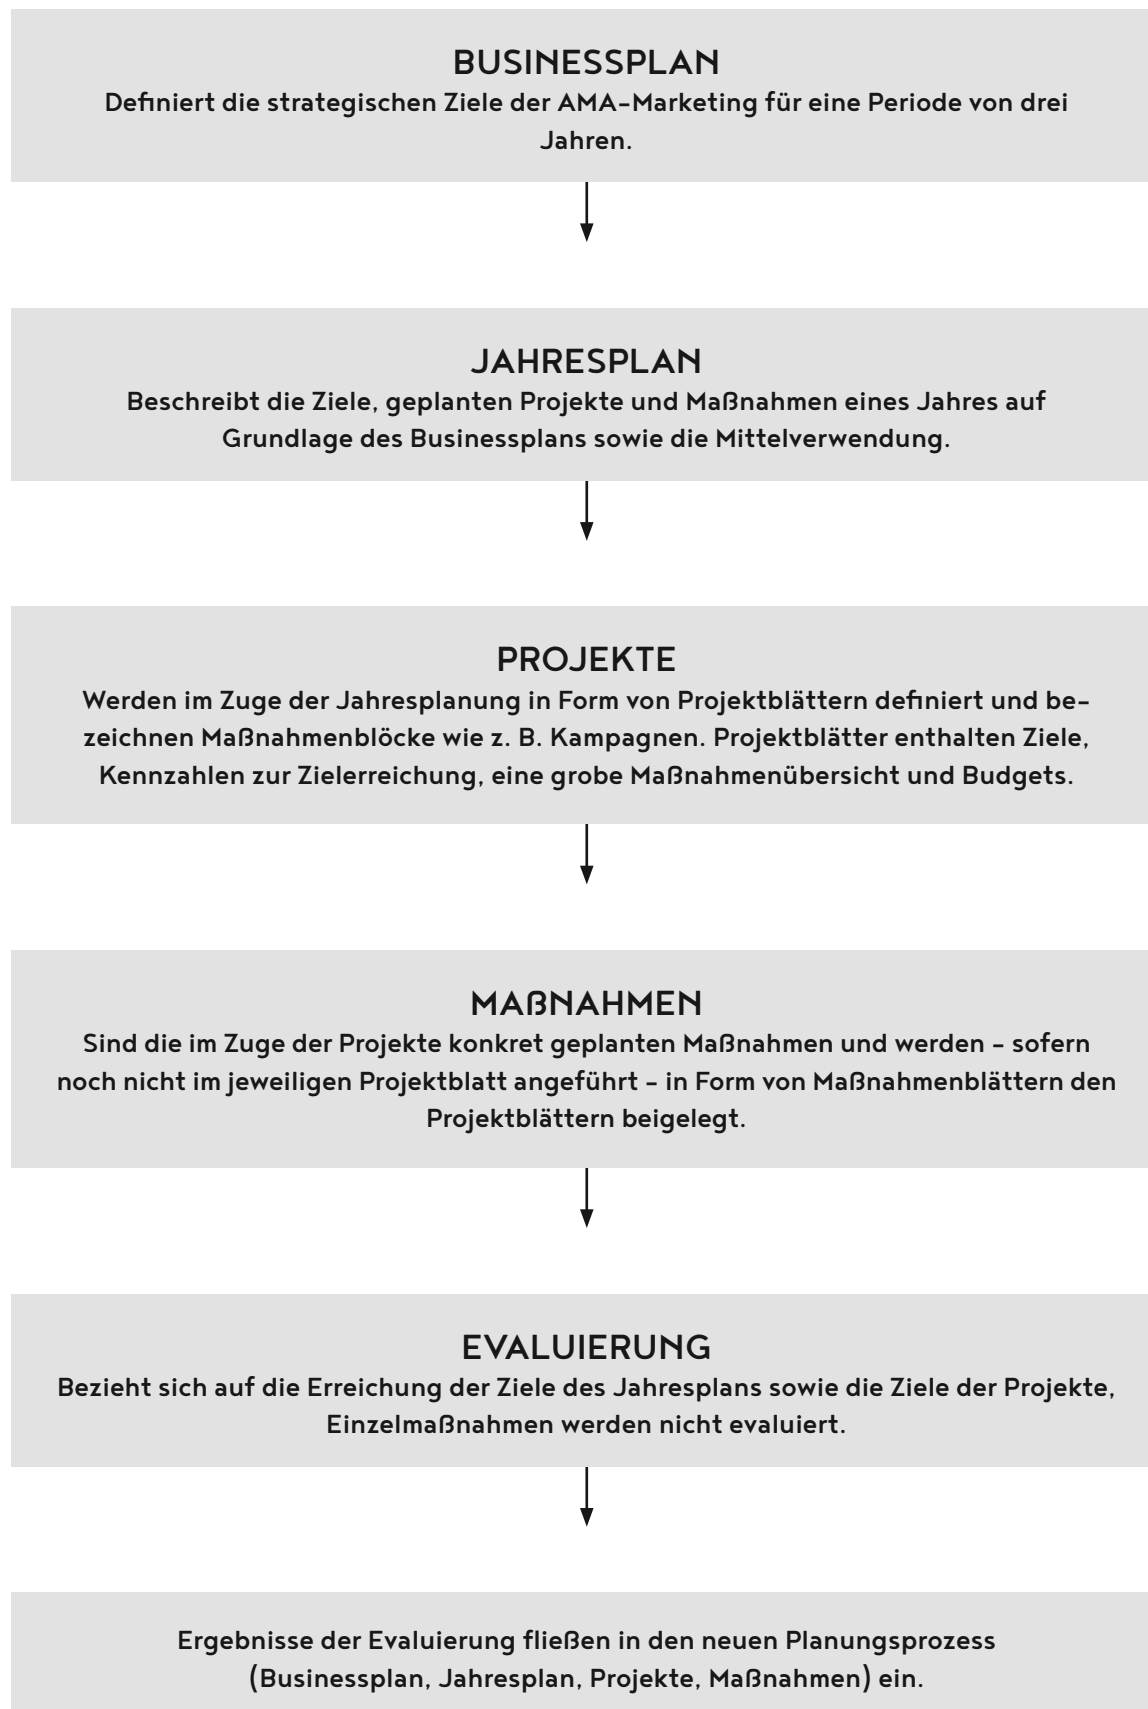 BUSINESSPLAN
Definiert die strategischen Ziele der AMA-Marketing für eine Periode von drei
Jahren.
JAHRESPLAN
Beschreibt die Ziele, geplanten Projekte und Maßnahmen eines Jahres auf
Grundlage des Businessplans sowie die Mittelverwendung.
PROJEKTE
Werden im Zuge der Jahresplanung in Form von Projektblättern definiert und be-
zeichnen Maßnahmenblöcke wie z. B. Kampagnen. Projektblätter enthalten Ziele,
Kennzahlen zur Zielerreichung, eine grobe Maßnahmenübersicht und Budgets.
MAßNAHMEN
Sind die im Zuge der Projekte konkret geplanten Maßnahmen und werden – sofern
noch nicht im jeweiligen Projektblatt angeführt – in Form von Maßnahmenblättern den
Projektblättern beigelegt.
EVALUIERUNG
Bezieht sich auf die Erreichung der Ziele des Jahresplans sowie die Ziele der Projekte,
Einzelmaßnahmen werden nicht evaluiert.
Ergebnisse der Evaluierung fließen in den neuen Planungsprozess
(Businessplan, Jahresplan, Projekte, Maßnahmen) ein.